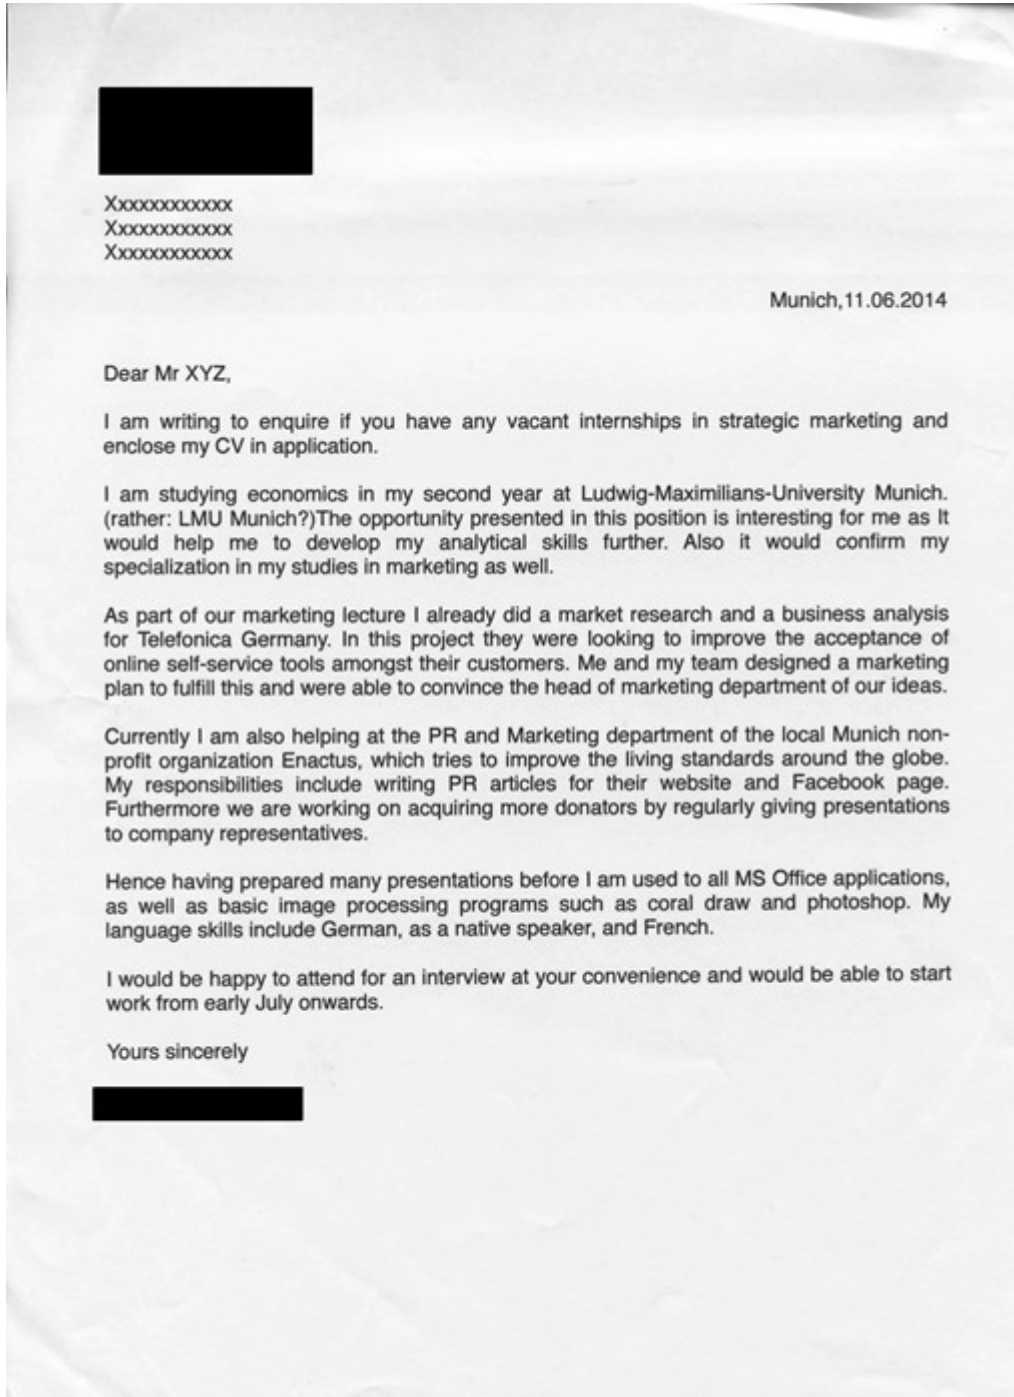 Xxxxxxxxxxxx
Xxxxxxxxxxxx
Xxxxxxxxxxxx
Munich,11.06.2014
Dear Mr XYZ,
I am writing to enquire if you have any vacant internships in strategic marketing and
enclose my CV in application.
I am studying economics in my second year at Ludwig-Maximilians-University Munich.
(rather: LMU Munich?)The opportunity presented in this position is interesting for me as It
would help me to develop my analytical skills further. Also it would confirm my
specialization in my studies in marketing as well.
As part of our marketing lecture I already did a market research and a business analysis
for Telefonica Germany. In this project they were looking to improve the acceptance of
online self-service tools amongst their customers. Me and my team designed a marketing
plan to fulfill this and were able to convince the head of marketing department of our ideas.
Currently I am also helping at the PR and Marketing department of the local Munich non-
profit organization Enactus, which tries to improve the living standards around the globe.
My responsibilities include writing PR articles for their website and Facebook page.
Furthermore we are working on acquiring more donators by regularly giving presentations
to company representatives.
Hence having prepared many presentations before I am used to all MS Office applications,
as well as basic image processing programs such as coral draw and photoshop. My
language skills include German, as a native speaker, and French.
I would be happy to attend for an interview at your convenience and would be able to start
work from early July onwards.
Yours sincerely